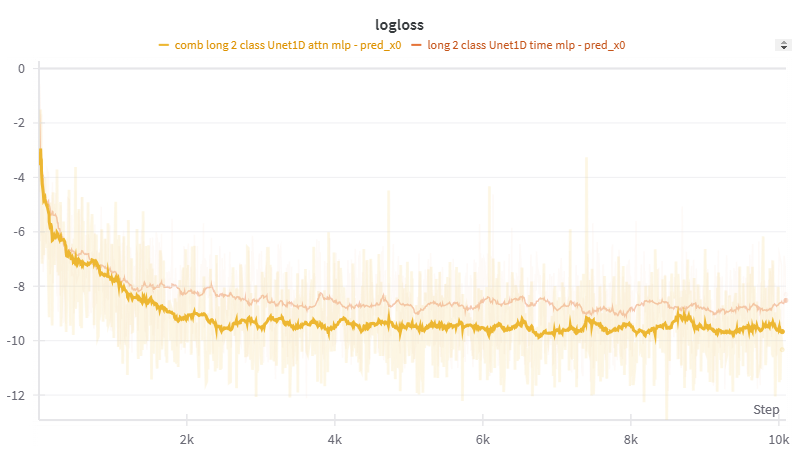 logloss
comb long 2 class Unet1D attn mlp - pred_x0 long 2 class Unet1D time mlp - pred_x0
0
-2
-4
-6
-8
-10
-12
Step
2k 4k 6k 8k 10k